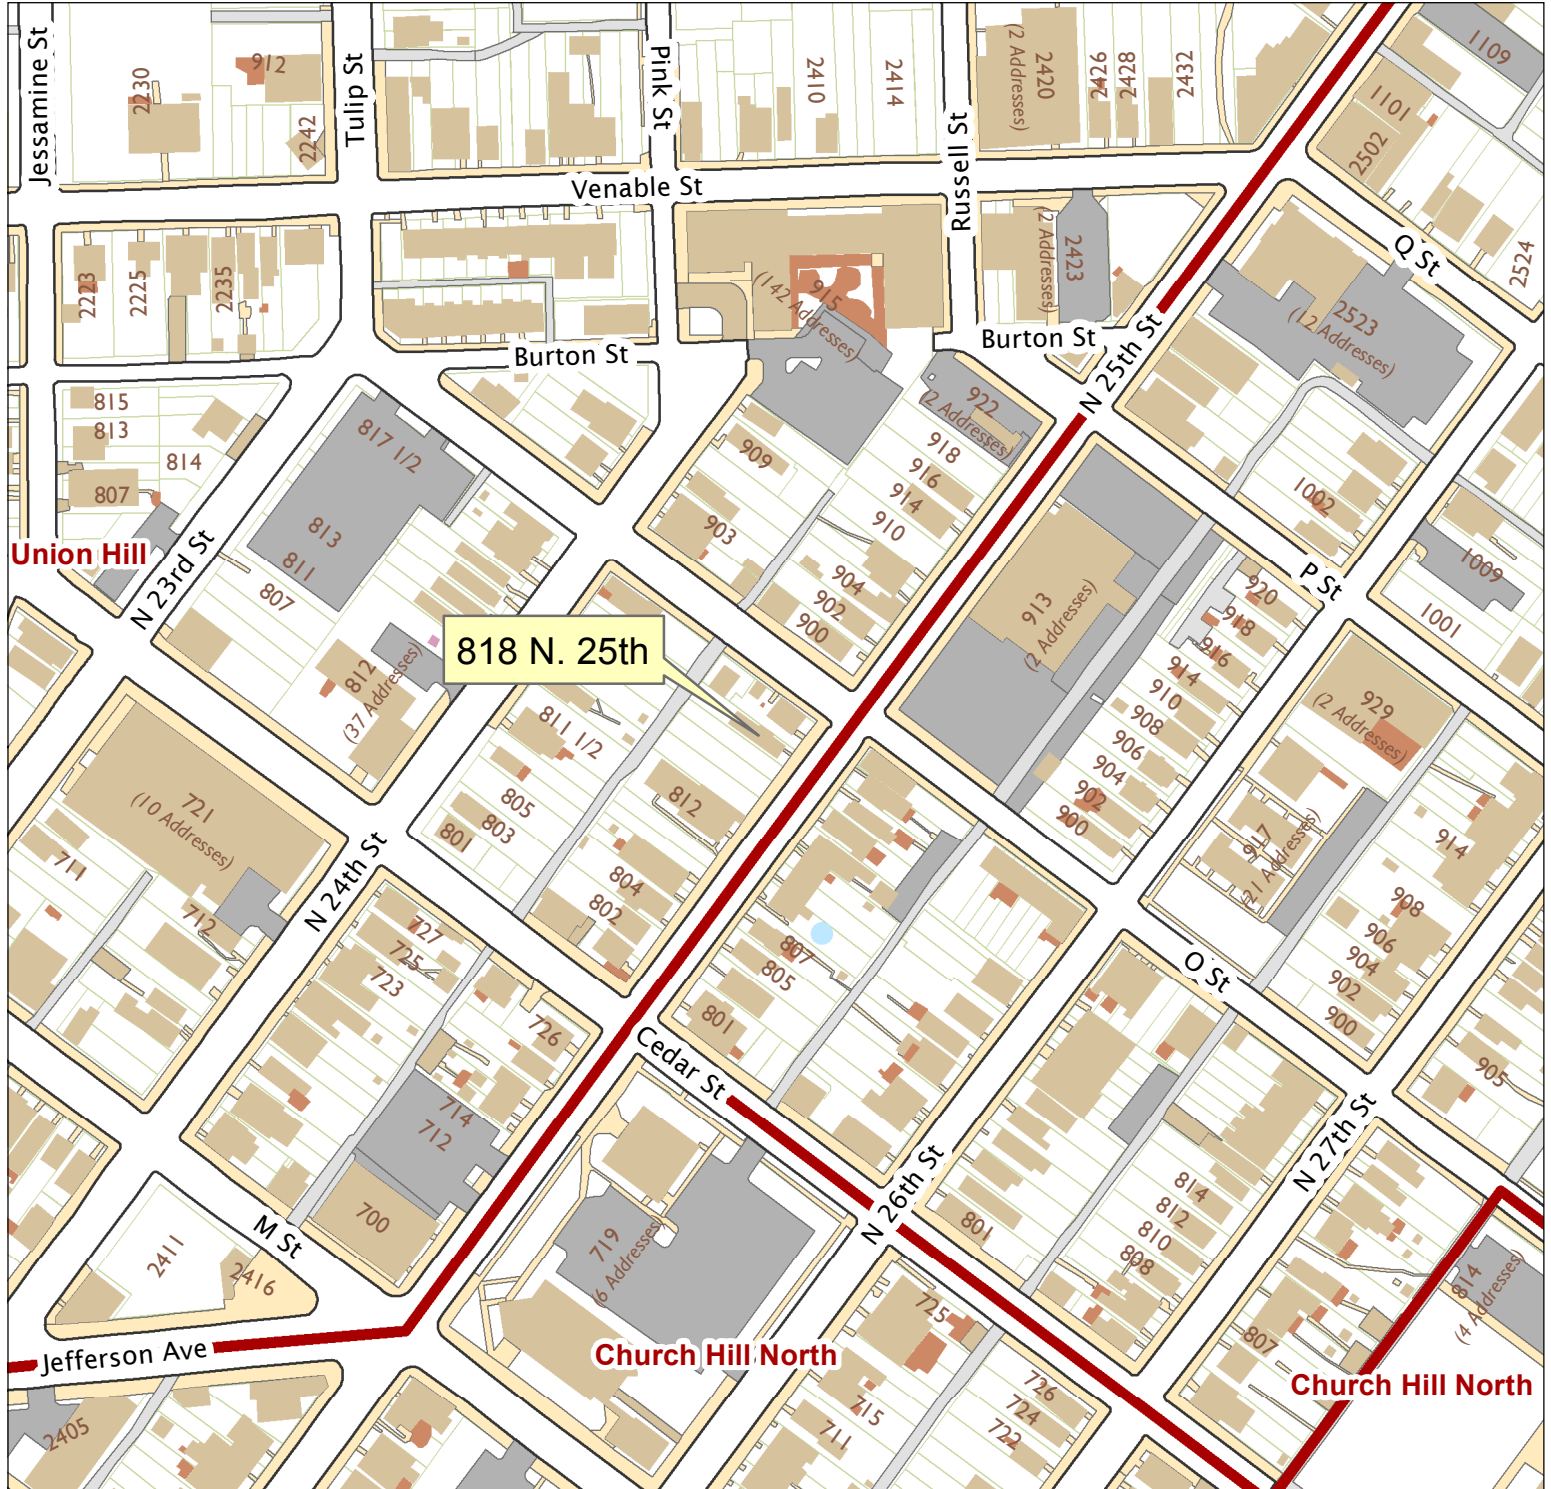 Jessamine St
2230
912
2242
Tulip St
Pink St
2410
2414
Russell St
2420
(2 Addresses)
2426
2428
2432
1109
1101
2502
Venable St
2223
2225
2235
915
(142 Addresses)
2423
(2 Addresses)
Q St
2524
2523
(12 Addresses)
Burton St
Burton St
N 25th St
815
813
814
807
817 1/2
813
811
807
909
903
922
(2 Addresses)
918
916
914
910
904
902
900
1002
P St
1009
1001
Union Hill
N 23rd St
812
(37 Addresses)
818 N. 25th
913
(2 Addresses)
920
918
916
914
910
908
906
904
902
900
929
(2 Addresses)
917
(21 Addresses)
914
908
906
904
902
900
905
721
(10 Addresses)
711
712
N 24th St
811 1/2
805
803
801
812
804
802
807
805
801
727
725
723
726
714
712
700
Cedar St
O St
N 26th St
N 27th St
801
814
812
810
808
814
(4 Addresses)
807
M St
2411
2416
719
(6 Addresses)
Jefferson Ave
2405
Church Hill North
Church Hill North
725
715
711
726
724
722